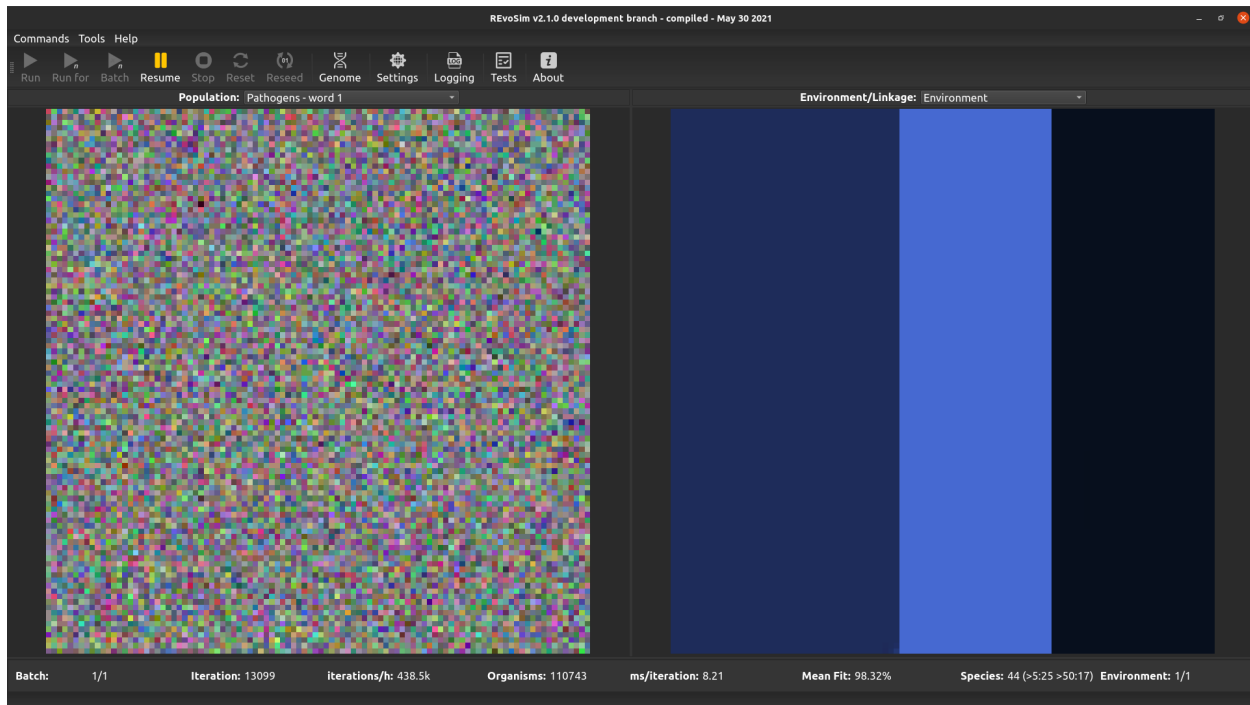 REvoSim v2.1.0 development branch - compiled - May 30 2021
Commands Tools Help
Run Run for Batch Resume Stop Reset Reseed Genome Settings Logging Tests About
Population: Pathogens - word 1 Environment/Linkage: Environment
Batch: 1/1 Iteration: 13099 iterations/h: 438.5k Organisms: 110743 ms/iteration: 8.21 Mean Fit: 98.32% Species: 44 (>5:25 >50:17) Environment: 1/1